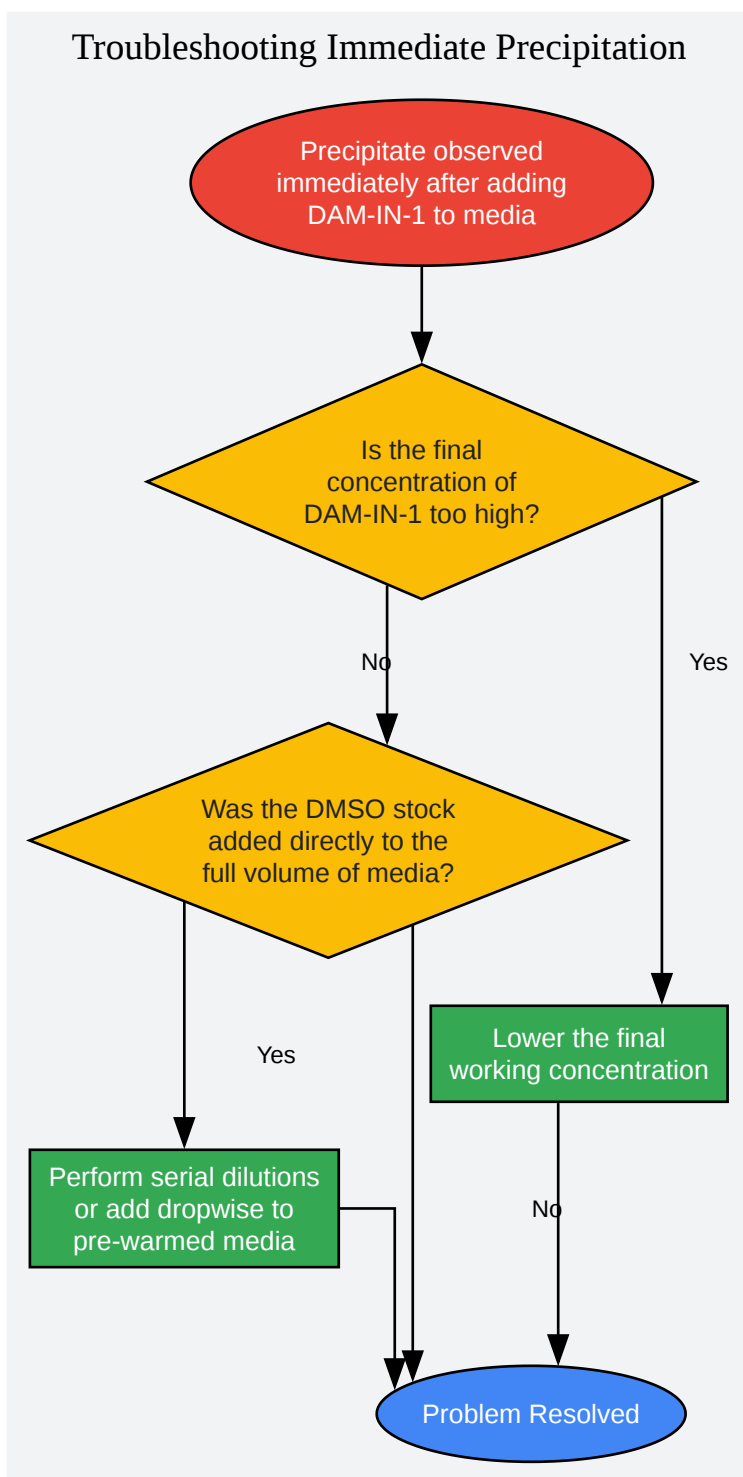 Troubleshooting Immediate Precipitation
Precipitate observed
immediately after adding
DAM-IN-1 to media
Is the final
concentration of
DAM-IN-1 too high?
No
Yes
Was the DMSO stock
added directly to the
full volume of media?
Yes
Lower the final
working concentration
Perform serial dilutions
or add dropwise to
pre-warmed media
No
Problem Resolved